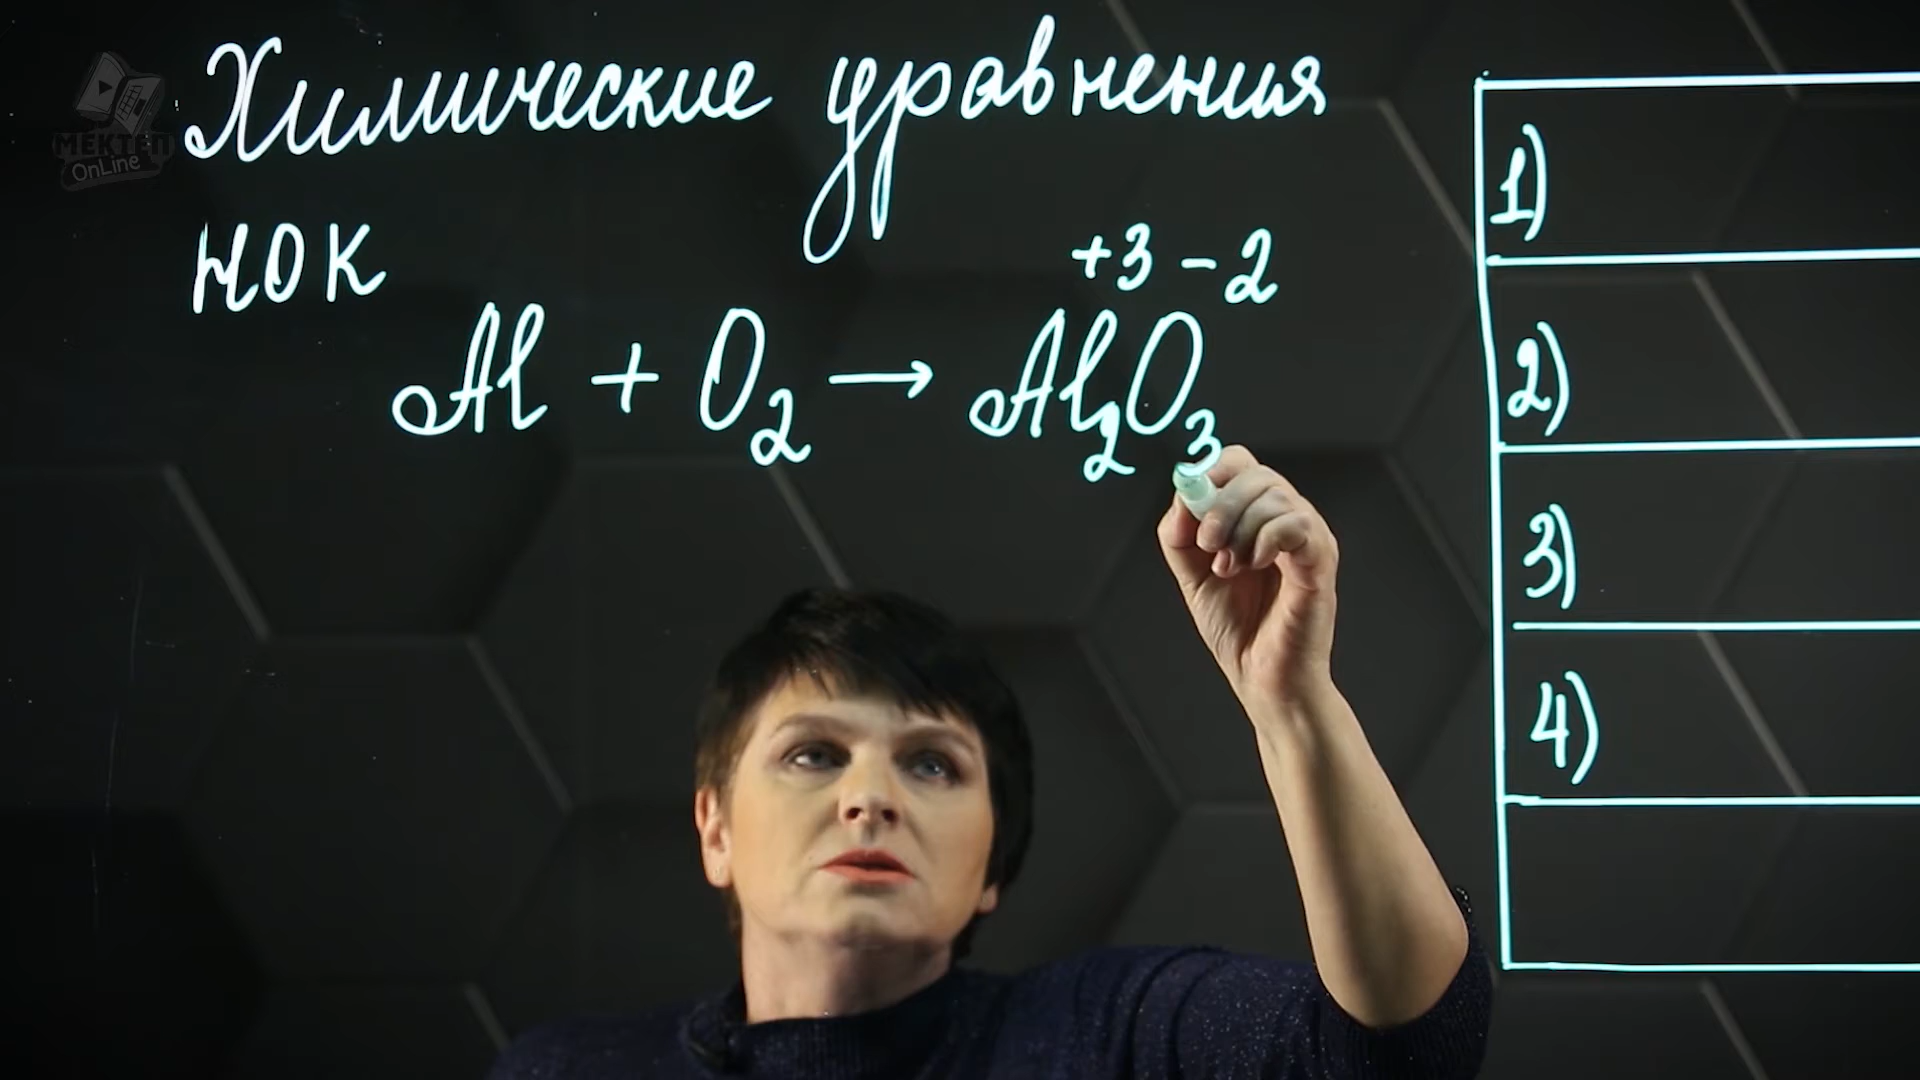 МЕКТЕП
OnLine
Химические уравнения
НОК
+3 -2
Al + O₂ → Al₂O₃
1)
2)
3)
4)